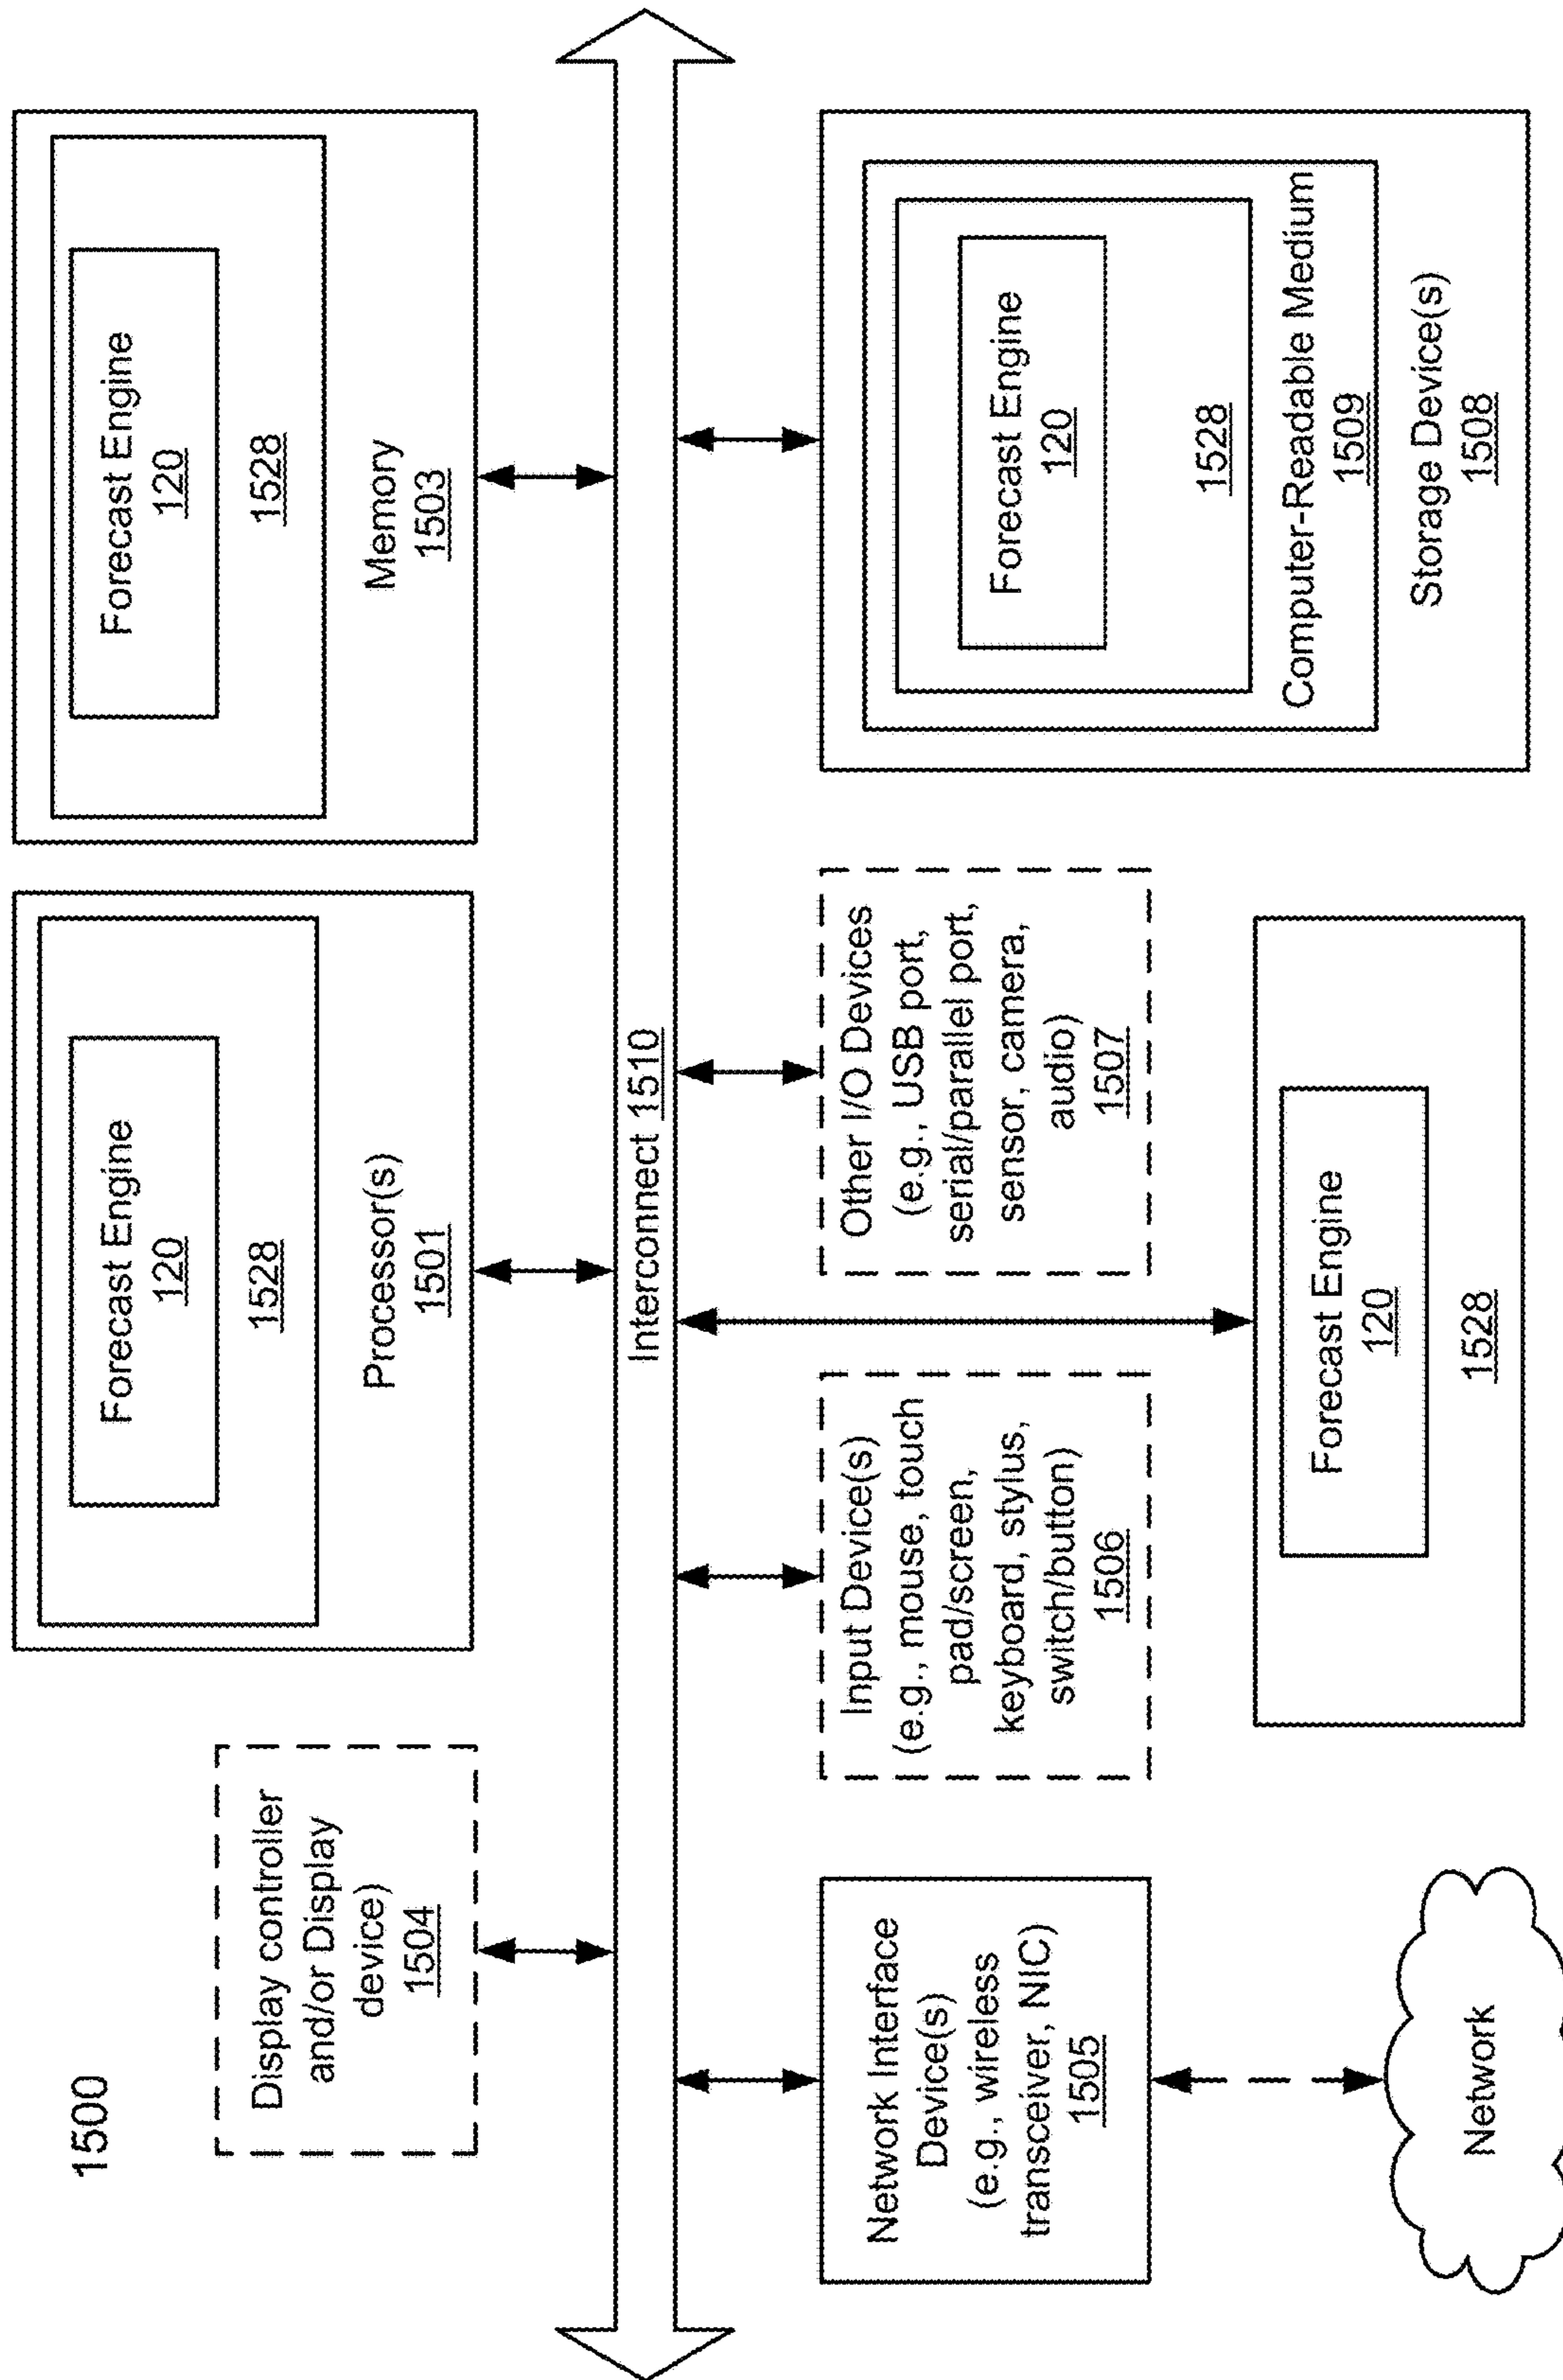 1500
Display controller
and/or Display
device)
1504
Forecast Engine
120
1528
Processor(s)
1501
Forecast Engine
120
1528
Memory
1503
Interconnect 1510
Network Interface
Device(s)
(e.g., wireless
transceiver, NIC)
1505
Input Device(s)
(e.g., mouse, touch
pad/screen,
keyboard, stylus,
switch/button)
1506
Other I/O Devices
(e.g., USB port,
serial/parallel port,
sensor, camera,
audio)
1507
Forecast Engine
120
1528
Computer-Readable Medium
1509
Storage Device(s)
1508
Network
Forecast Engine
120
1528